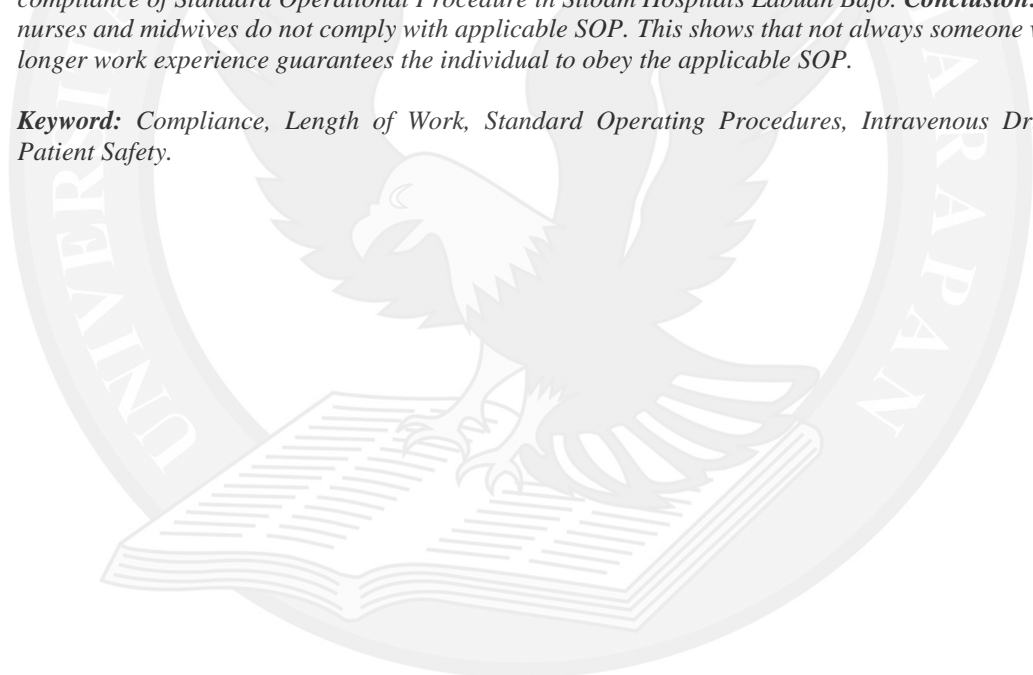 compliance of Standard Operational Procedure in Siloam Hospitals Labuan Bajo. Conclusion:
nurses and midwives do not comply with applicable SOP. This shows that not always someone
longer work experience guarantees the individual to obey the applicable SOP.
Keyword: Compliance, Length of Work, Standard Operating Procedures, Intravenous
Patient Safety.